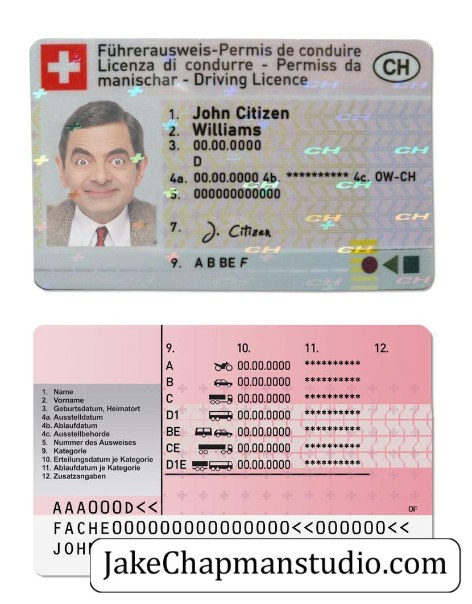 Führerausweis-Permis de conduire
Licenza di condurre - Permiss da
manischar - Driving Licence
CH
1. John Citizen
2. Williams
3. 00.00.0000
D
4a. 00.00.0000 4b. ********** 4c. OW-CH
5. 000000000000
7. J. Citizen
9. A B BE F
CH CH CH
CH CH CH
CH CH CH
CH
9. 10. 11. 12.
A 00.00.0000 **********
B 00.00.0000 **********
C 00.00.0000 **********
D1 00.00.0000 **********
BE 00.00.0000 **********
CE 00.00.0000 **********
D1E 00.00.0000 **********
1. Name
2. Vorname
3. Geburtsdatum, Heimatort
4a. Ausstelldatum
4b. Ablaufdatum
4c. Ausstellbehorde
5. Nummer des Ausweises
9. Kategorie
10. Erteilungsdatum je Kategorie
11. Ablaufdatum je Kategorie
12. Zusatzangaben
OF
AAA000D<<
FACHE0000000000000000<<000000<<
JOHN
JakeChapmanstudio.com